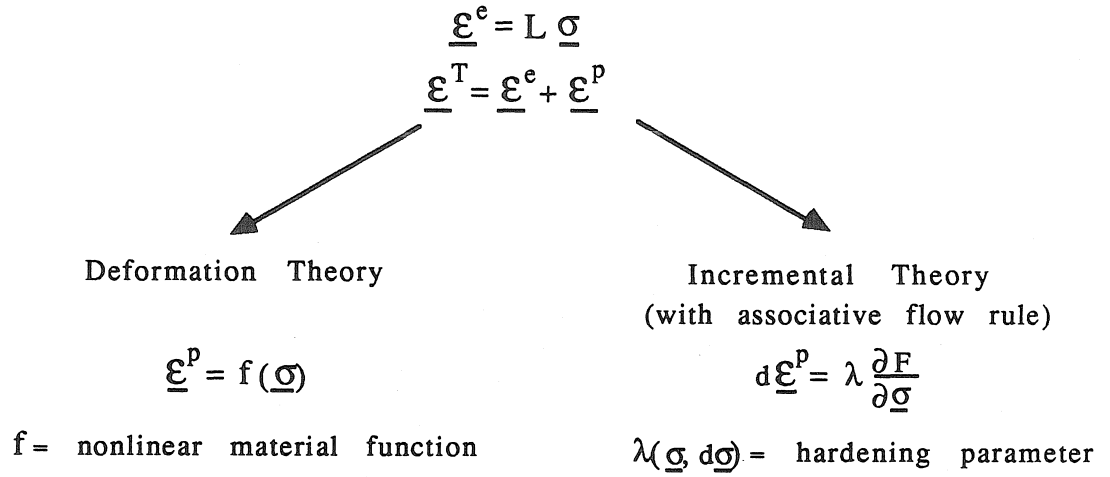 ε̲ᵉ = L σ̲
ε̲ᵀ = ε̲ᵉ + ε̲ᵖ
Deformation Theory
ε̲ᵖ = f(σ̲)
f = nonlinear material function
Incremental Theory
(with associative flow rule)
dε̲ᵖ = λ ∂F/∂σ̲
λ(σ̲, dσ̲) = hardening parameter